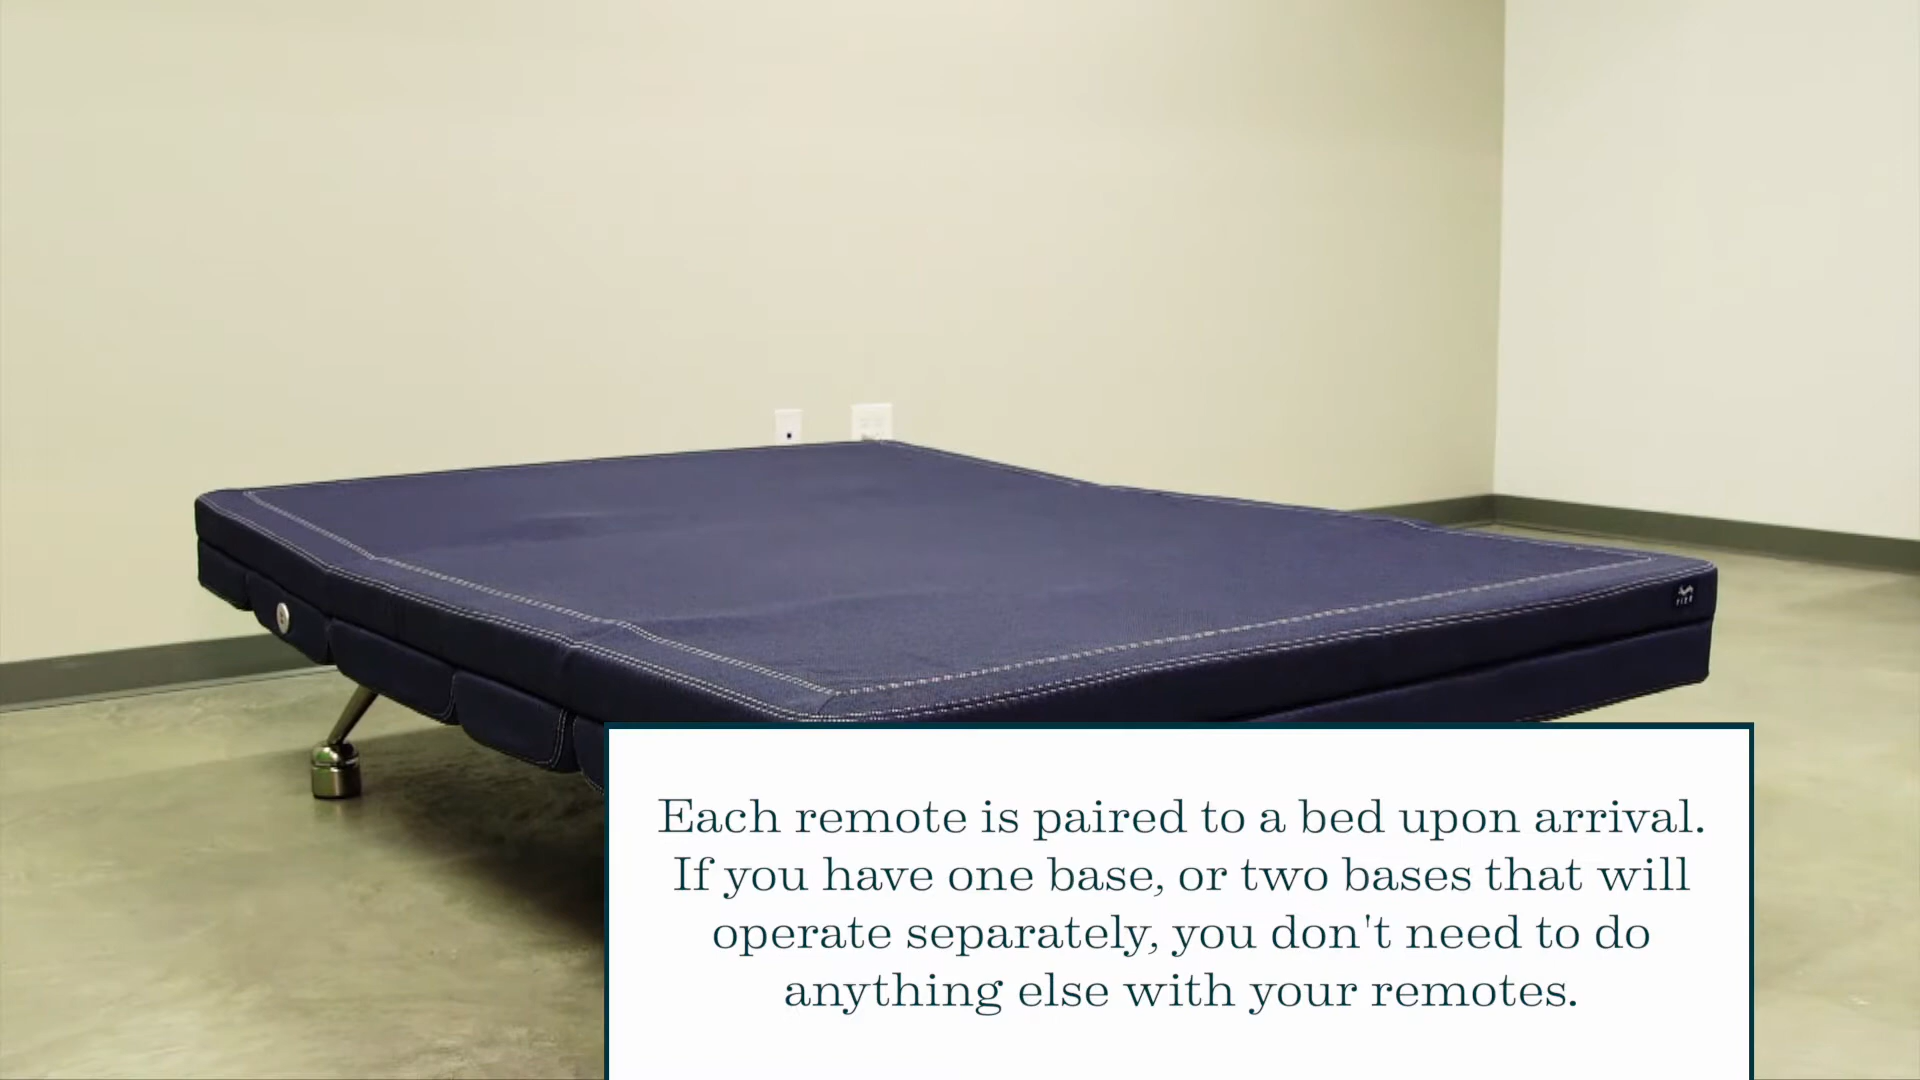 Each remote is paired to a bed upon arrival.
If you have one base, or two bases that will
operate separately, you don't need to do
anything else with your remotes.